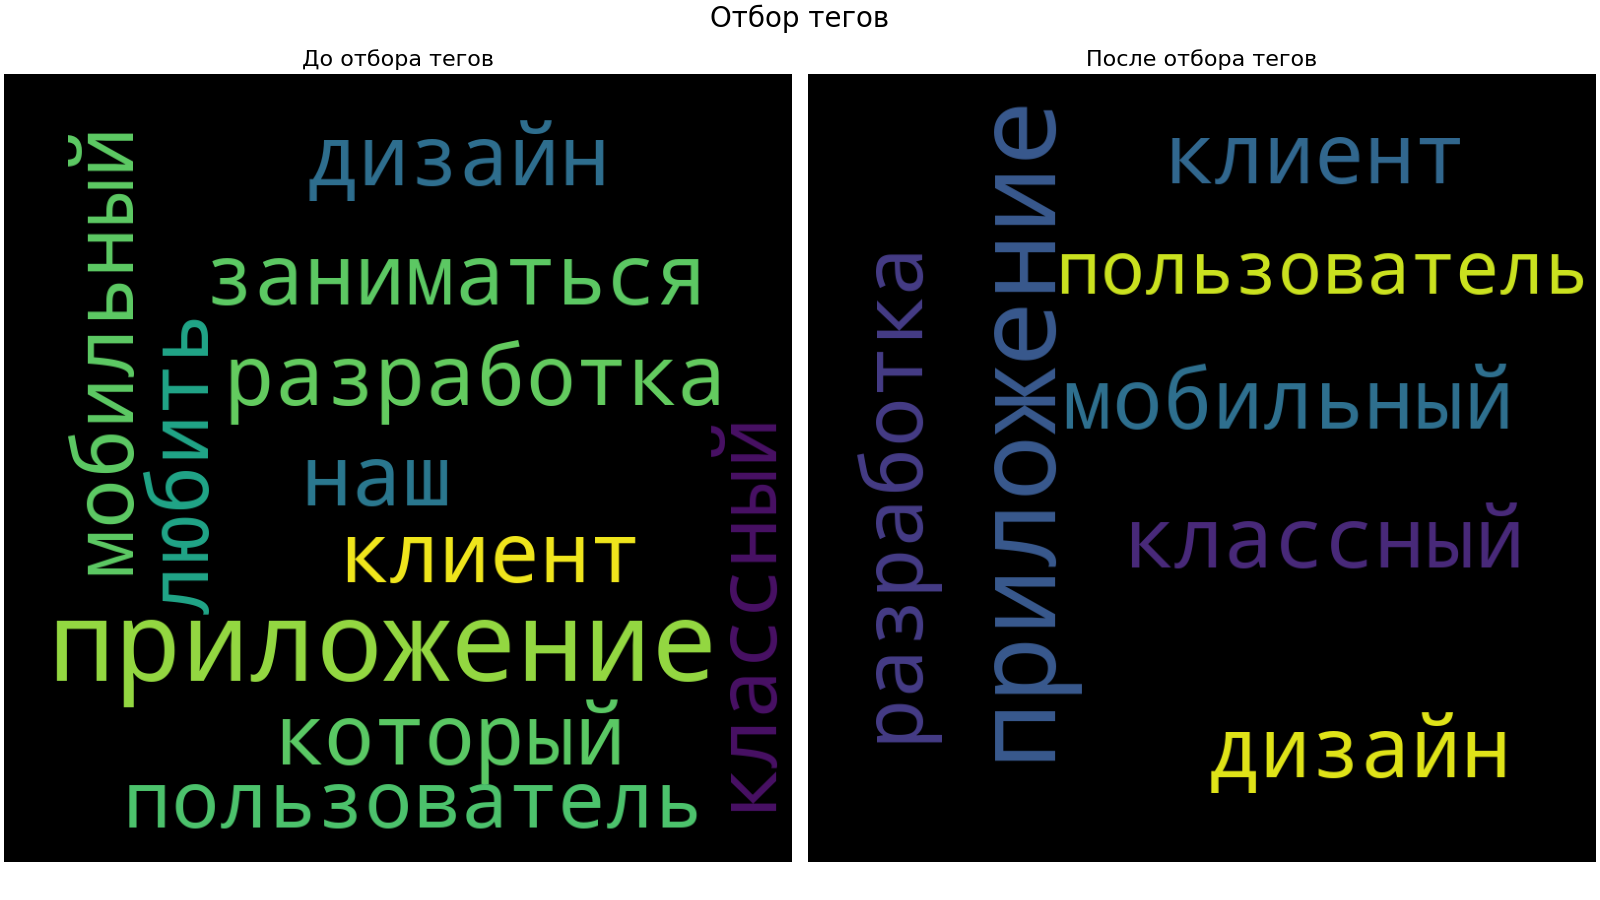 Отбор тегов
До отбора тегов
мобильный
дизайн
заниматься
любить
разработка
наш
классный
клиент
приложение
который
пользователь
После отбора тегов
разработка
приложение
клиент
пользователь
мобильный
классный
дизайн